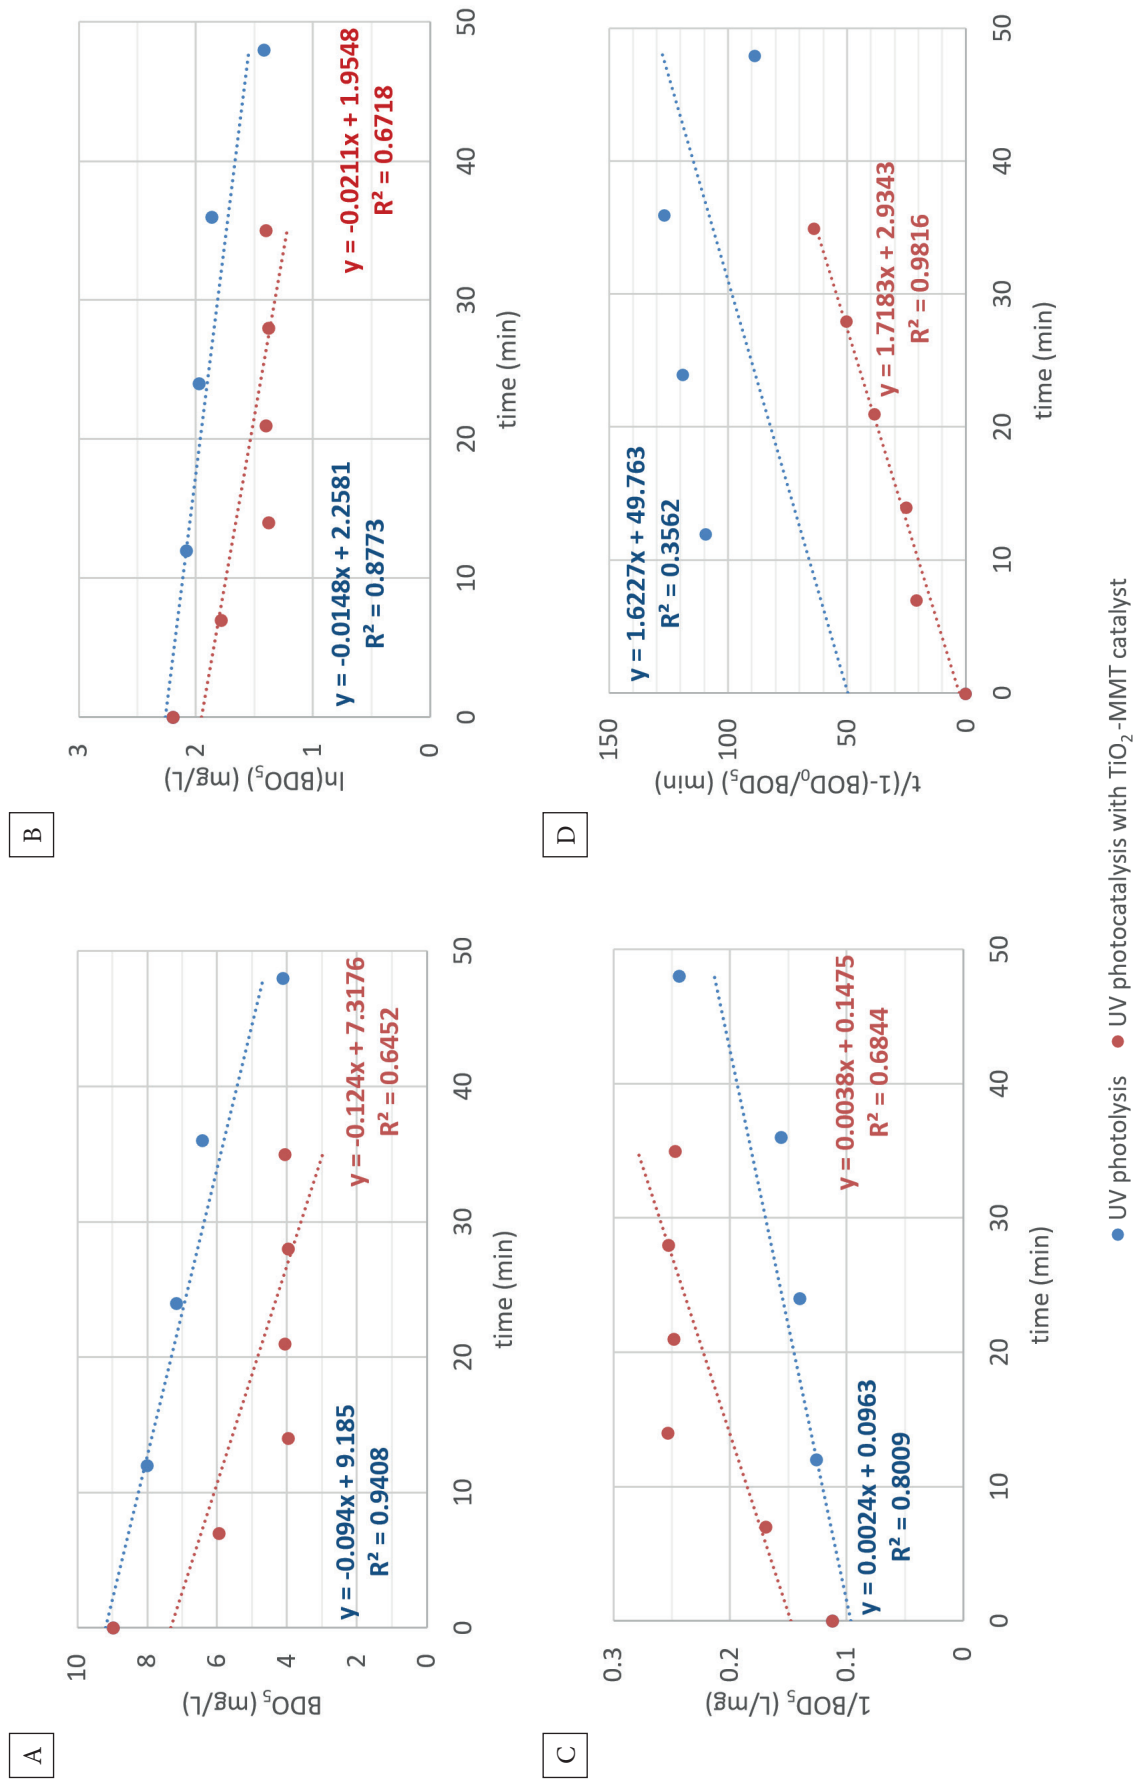 A
BDO5 (mg/L)
10
8
6
4
2
0
y = -0.094x + 9.185
R² = 0.9408
y = -0.124x + 7.3176
R² = 0.6452
0
10
20
30
40
50
time (min)
B
ln(BDO5) (mg/L)
3
2
1
0
y = -0.0148x + 2.2581
R² = 0.8773
y = -0.0211x + 1.9548
R² = 0.6718
0
10
20
30
40
50
time (min)
C
1/BOD5 (L/mg)
0.3
0.2
0.1
0
y = 0.0024x + 0.0963
R² = 0.8009
y = 0.0038x + 0.1475
R² = 0.6844
0
10
20
30
40
50
time (min)
D
t/(1-(BOD0/BOD5) (min)
150
100
50
0
y = 1.6227x + 49.763
R² = 0.3562
y = 1.7183x + 2.9343
R² = 0.9816
0
10
20
30
40
50
time (min)
UV photolysis
UV photocatalysis with TiO2-MMT catalyst